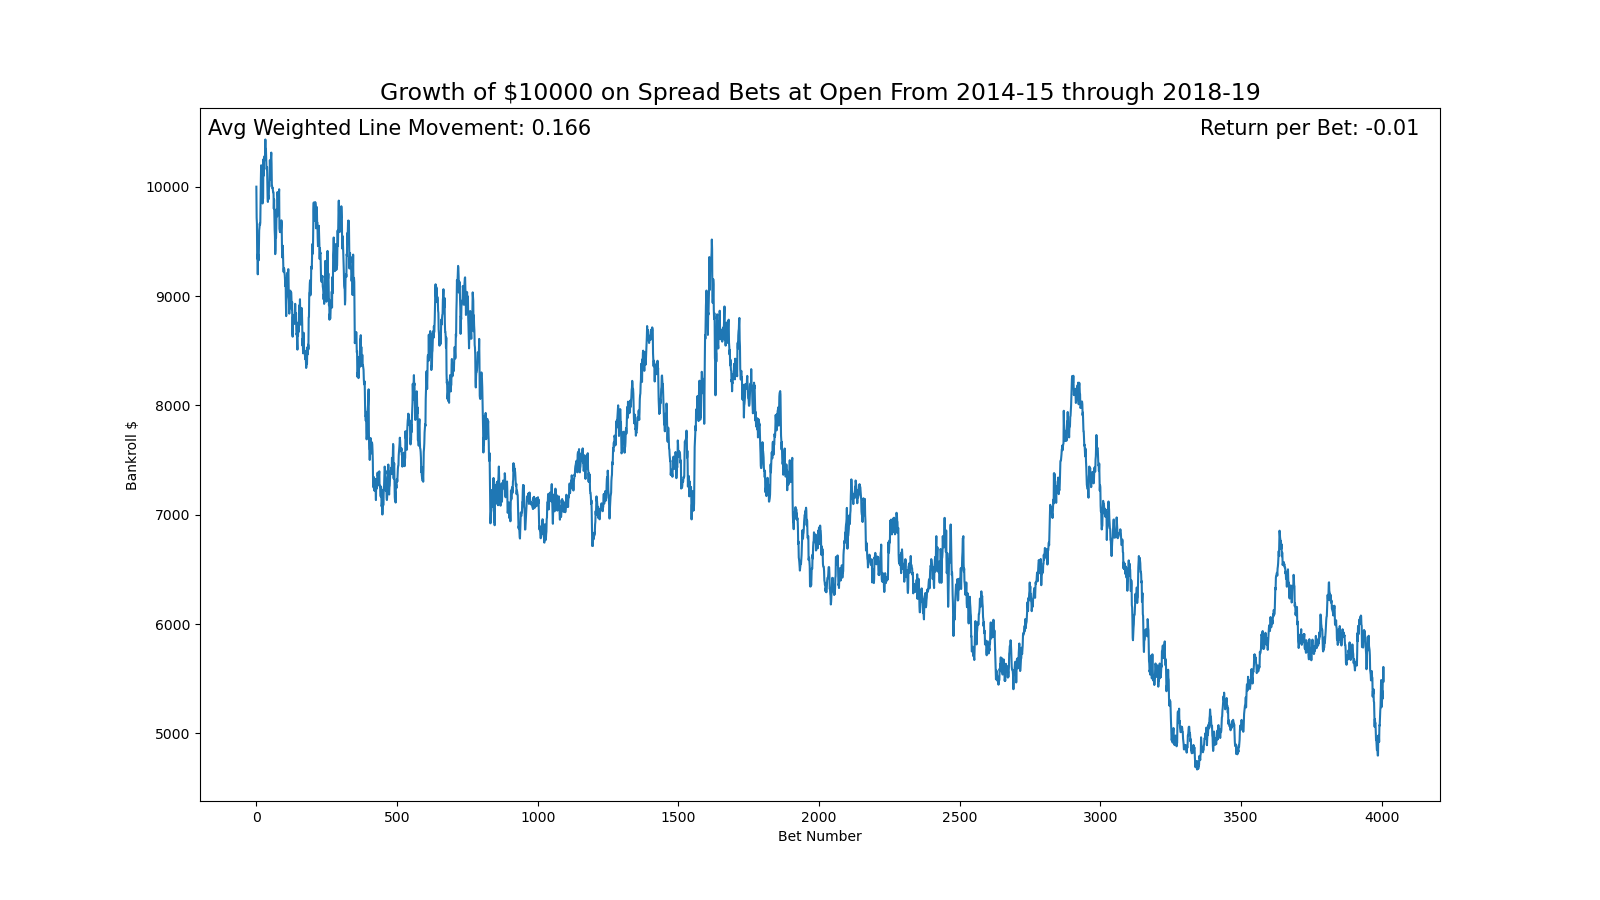 Growth of $10000 on Spread Bets at Open From 2014-15 through 2018-19
Avg Weighted Line Movement: 0.166
Return per Bet: -0.01
10000
9000
8000
7000
6000
5000
Bankroll $
0 500 1000 1500 2000 2500 3000 3500 4000
Bet Number